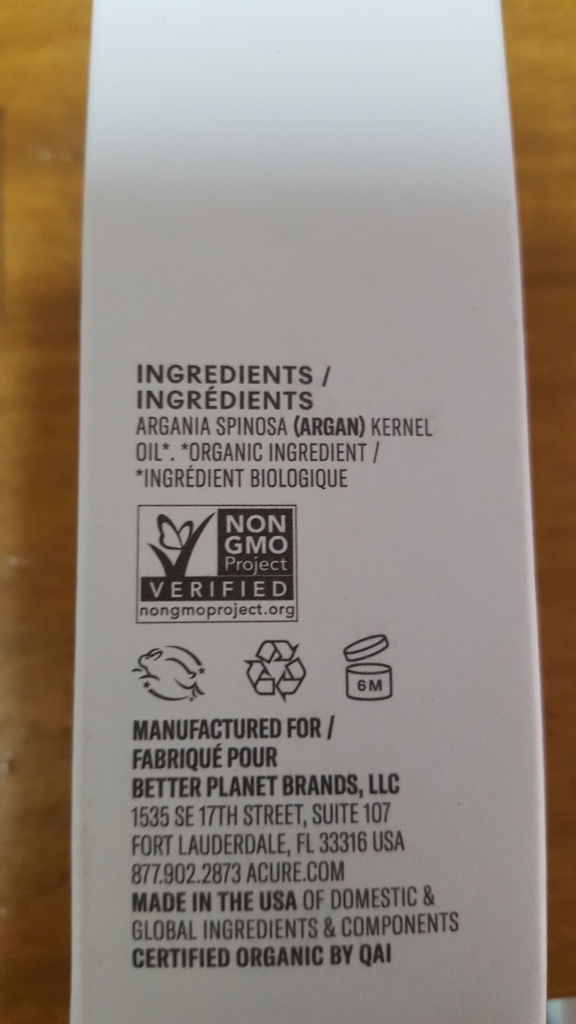 INGREDIENTS /
INGRÉDIENTS
ARGANIA SPINOSA (ARGAN) KERNEL
OIL*. *ORGANIC INGREDIENT /
*INGRÉDIENT BIOLOGIQUE
NON
GMO
Project
VERIFIED
nongmoproject.org
6M
MANUFACTURED FOR /
FABRIQUÉ POUR
BETTER PLANET BRANDS, LLC
1535 SE 17TH STREET, SUITE 107
FORT LAUDERDALE, FL 33316 USA
877.902.2873 ACURE.COM
MADE IN THE USA OF DOMESTIC &
GLOBAL INGREDIENTS & COMPONENTS
CERTIFIED ORGANIC BY QAI